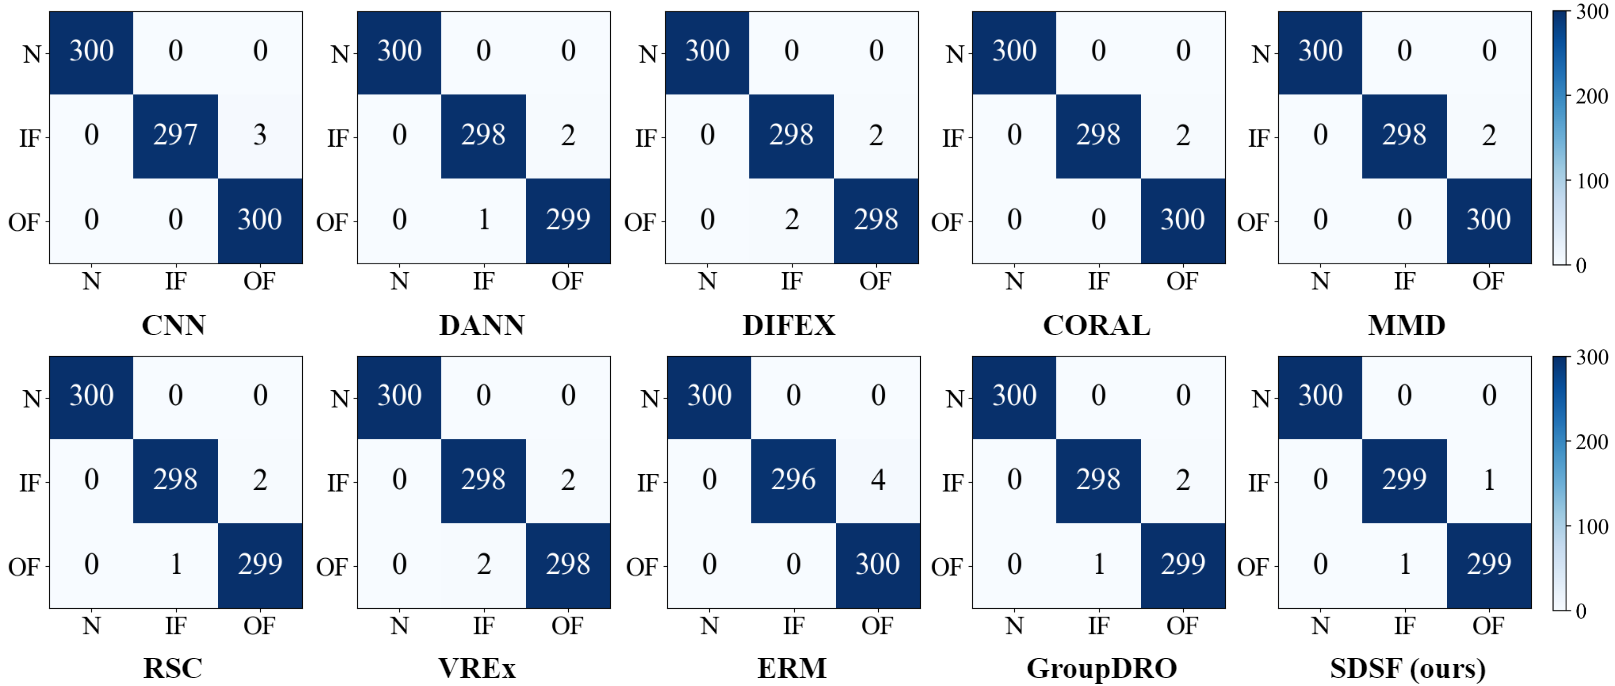 N 300 0 0
IF 0 297 3
OF 0 0 300
N IF OF
CNN
N 300 0 0
IF 0 298 2
OF 0 1 299
N IF OF
DANN
N 300 0 0
IF 0 298 2
OF 0 2 298
N IF OF
DIFEX
N 300 0 0
IF 0 298 2
OF 0 0 300
N IF OF
CORAL
N 300 0 0
IF 0 298 2
OF 0 0 300
N IF OF
MMD
300
200
100
0
N 300 0 0
IF 0 298 2
OF 0 1 299
N IF OF
RSC
N 300 0 0
IF 0 298 2
OF 0 2 298
N IF OF
VREx
N 300 0 0
IF 0 296 4
OF 0 0 300
N IF OF
ERM
N 300 0 0
IF 0 298 2
OF 0 1 299
N IF OF
GroupDRO
N 300 0 0
IF 0 299 1
OF 0 1 299
N IF OF
SDSF (ours)
300
200
100
0